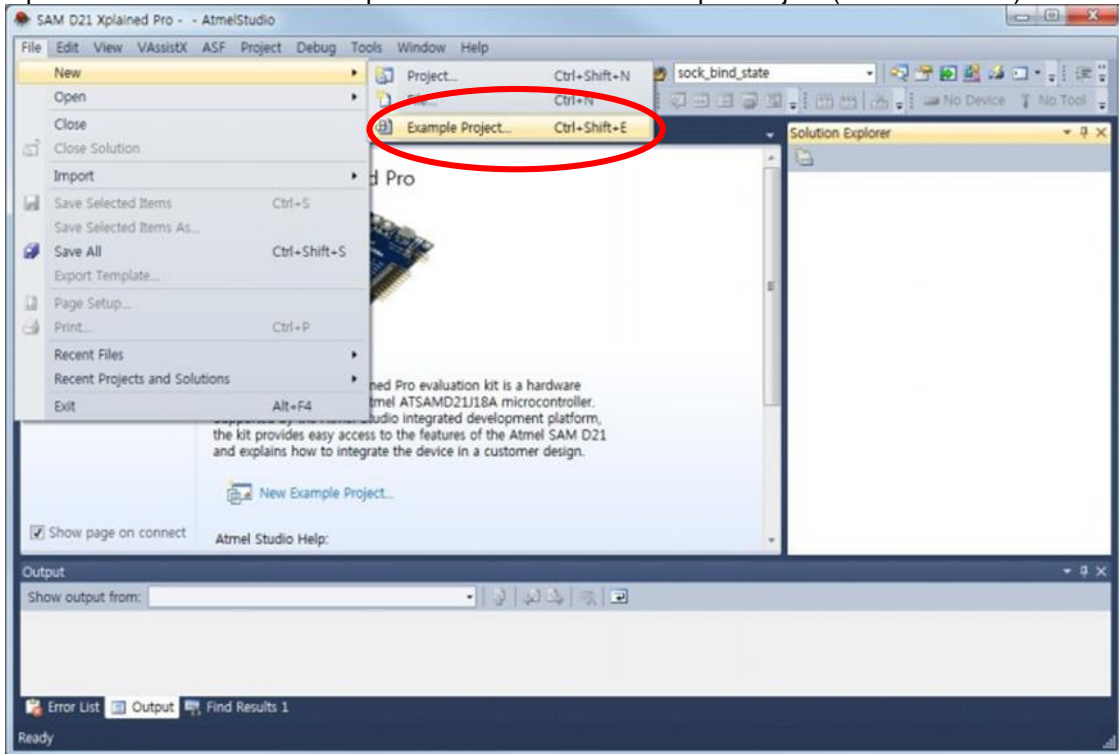 SAM D21 Xplained Pro - - AtmelStudio
File Edit View VAssistX ASF Project Debug Tools Window Help
New
Project... Ctrl+Shift+N
sock_bind_state
Open
Ctrl+N
No Device No Tool
Close
Example Project... Ctrl+Shift+E
Solution Explorer
Close Solution
Import
d Pro
Save Selected Items Ctrl+S
Save Selected Items As...
Save All Ctrl+Shift+S
Export Template...
Page Setup...
Print... Ctrl+P
Recent Files
Recent Projects and Solutions
ned Pro evaluation kit is a hardware
Exit Alt+F4
tmel ATSAMD21J18A microcontroller.
Studio integrated development platform,
the kit provides easy access to the features of the Atmel SAM D21
and explains how to integrate the device in a customer design.
New Example Project...
Show page on connect
Atmel Studio Help:
Output
Show output from:
Error List Output Find Results 1
Ready